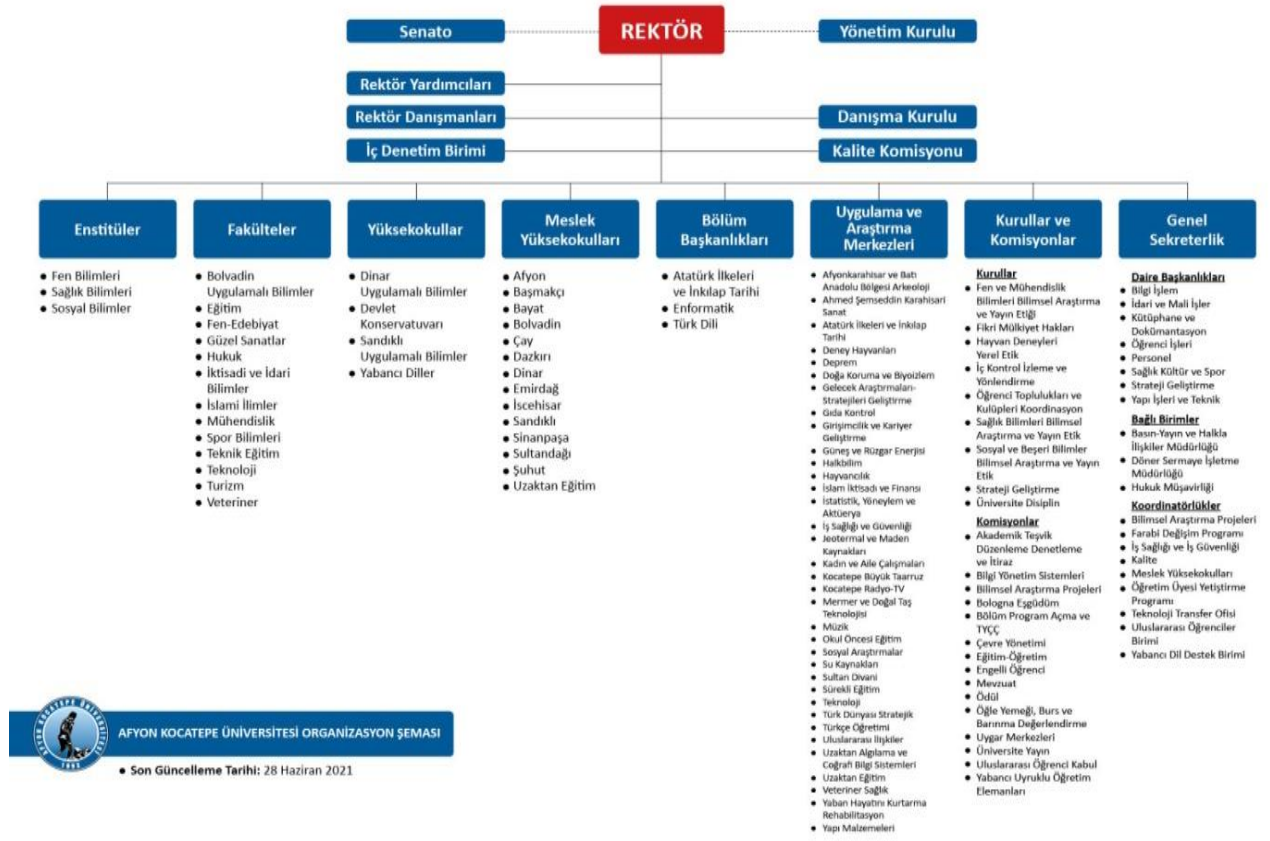 Senato
REKTÖR
Yönetim Kurulu
Rektör Yardımcıları
Rektör Danışmanları
Danışma Kurulu
İç Denetim Birimi
Kalite Komisyonu
Enstitüler
• Fen Bilimleri
• Sağlık Bilimleri
• Sosyal Bilimler
Fakülteler
• Bolvadin
Uygulamalı Bilimler
• Eğitim
• Fen-Edebiyat
• Güzel Sanatlar
• Hukuk
• İktisadi ve İdari
Bilimler
• İslami İlimler
• Mühendislik
• Spor Bilimleri
• Teknik Eğitim
• Teknoloji
• Turizm
• Veteriner
Yüksekokullar
• Dinar
Uygulamalı Bilimler
• Devlet
Konservatuvarı
• Sandıklı
Uygulamalı Bilimler
• Yabancı Diller
Meslek
Yüksekokulları
• Afyon
• Başmakçı
• Bayat
• Bolvadin
• Çay
• Dazkırı
• Dinar
• Emirdağ
• İscehisar
• Sandıklı
• Sinanpaşa
• Sultandağı
• Şuhut
• Uzaktan Eğitim
Bölüm
Başkanlıkları
• Atatürk İlkeleri
ve İnkılap Tarihi
• Enformatik
• Türk Dili
Uygulama ve
Araştırma
Merkezleri
• Afyonkarahisar ve Batı
Anadolu Bölgesi Arkeoloji
• Ahmed Şemseddin Karahisari
Sanat
• Atatürk İlkeleri ve İnkılap
Tarihi
• Deney Hayvanları
• Deprem
• Doğa Koruma ve Biyoizlem
• Gelecek Araştırmaları-
Stratejileri Geliştirme
• Gıda Kontrol
• Girişimcilik ve Kariyer
Geliştirme
• Güneş ve Rüzgar Enerjisi
• Halkbilim
• Hayvancılık
• İslam İktisadı ve Finansı
• İstatistik, Yöneylem ve
Aktüerya
• İş Sağlığı ve Güvenliği
• Jeotermal ve Maden
Kaynakları
• Kadın ve Aile Çalışmaları
• Kocatepe Büyük Taarruz
• Kocatepe Radyo-TV
• Mermer ve Doğal Taş
Teknolojisi
• Müzik
• Okul Öncesi Eğitim
• Sosyal Araştırmalar
• Su Kaynakları
• Sultan Divani
• Sürekli Eğitim
• Teknoloji
• Türk Dünyası Stratejik
• Türkçe Öğretimi
• Uluslararası İlişkiler
• Uzaktan Algılama ve
Coğrafi Bilgi Sistemleri
• Uzaktan Eğitim
• Veteriner Sağlık
• Yaban Hayatını Kurtarma
Rehabilitasyon
• Yapı Malzemeleri
Kurullar ve
Komisyonlar
Kurullar
• Fen ve Mühendislik
Bilimleri Bilimsel Araştırma
ve Yayın Etiği
• Fikri Mülkiyet Hakları
• Hayvan Deneyleri
Yerel Etik
• İç Kontrol İzleme ve
Yönlendirme
• Öğrenci Toplulukları ve
Kulüpleri Koordinasyon
• Sağlık Bilimleri Bilimsel
Araştırma ve Yayın Etik
• Sosyal ve Beşeri Bilimler
Bilimsel Araştırma ve Yayın
Etik
• Strateji Geliştirme
• Üniversite Disiplin
Komisyonlar
• Akademik Teşvik
Düzenleme Denetleme
ve İtiraz
• Bilgi Yönetim Sistemleri
• Bilimsel Araştırma Projeleri
• Bologna Eşgüdüm
• Bölüm Program Açma ve
TYÇÇ
• Çevre Yönetimi
• Eğitim-Öğretim
• Engelli Öğrenci
• Mevzuat
• Ödül
• Öğle Yemeği, Burs ve
Barınma Değerlendirme
• Uygar Merkezleri
• Üniversite Yayın
• Uluslararası Öğrenci Kabul
• Yabancı Uyruklu Öğretim
Elemanları
Genel
Sekreterlik
Daire Başkanlıkları
• Bilgi İşlem
• İdari ve Mali İşler
• Kütüphane ve
Dokümantasyon
• Öğrenci İşleri
• Personel
• Sağlık Kültür ve Spor
• Strateji Geliştirme
• Yapı İşleri ve Teknik
Bağlı Birimler
• Basın-Yayın ve Halkla
İlişkiler Müdürlüğü
• Döner Sermaye İşletme
Müdürlüğü
• Hukuk Müşavirliği
Koordinatörlükler
• Bilimsel Araştırma Projeleri
• Farabi Değişim Programı
• İş Sağlığı ve İş Güvenliği
• Kalite
• Meslek Yüksekokulları
• Öğretim Üyesi Yetiştirme
Programı
• Teknoloji Transfer Ofisi
• Uluslararası Öğrenciler
Birimi
• Yabancı Dil Destek Birimi
AFYON KOCATEPE ÜNİVERSİTESİ
1992
AFYON KOCATEPE ÜNİVERSİTESİ ORGANİZASYON ŞEMASI
• Son Güncelleme Tarihi: 28 Haziran 2021